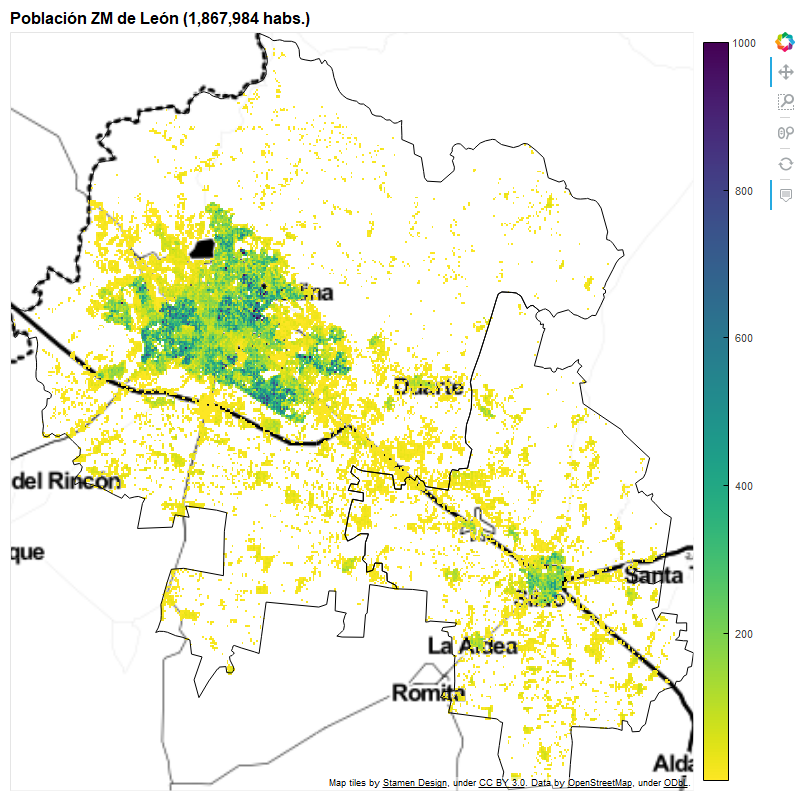 Población ZM de León (1,867,984 habs.)
1000
800
600
400
200
Duarte
del Rincon
que
Santa
La Aldea
Romita
Alda
Map tiles by Stamen Design, under CC BY 3.0. Data by OpenStreetMap, under ODbL.